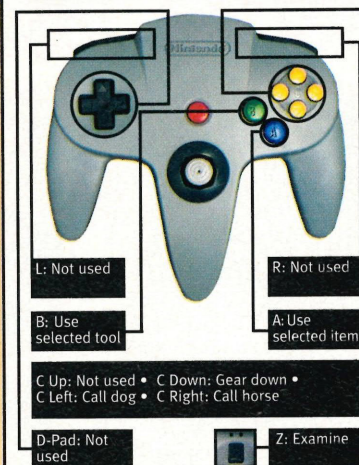 Nintendo
B
A
L: Not used
R: Not used
B: Use
selected tool
A: Use
selected item
C Up: Not used • C Down: Gear down •
C Left: Call dog • C Right: Call horse
D-Pad: Not
used
Z: Examine